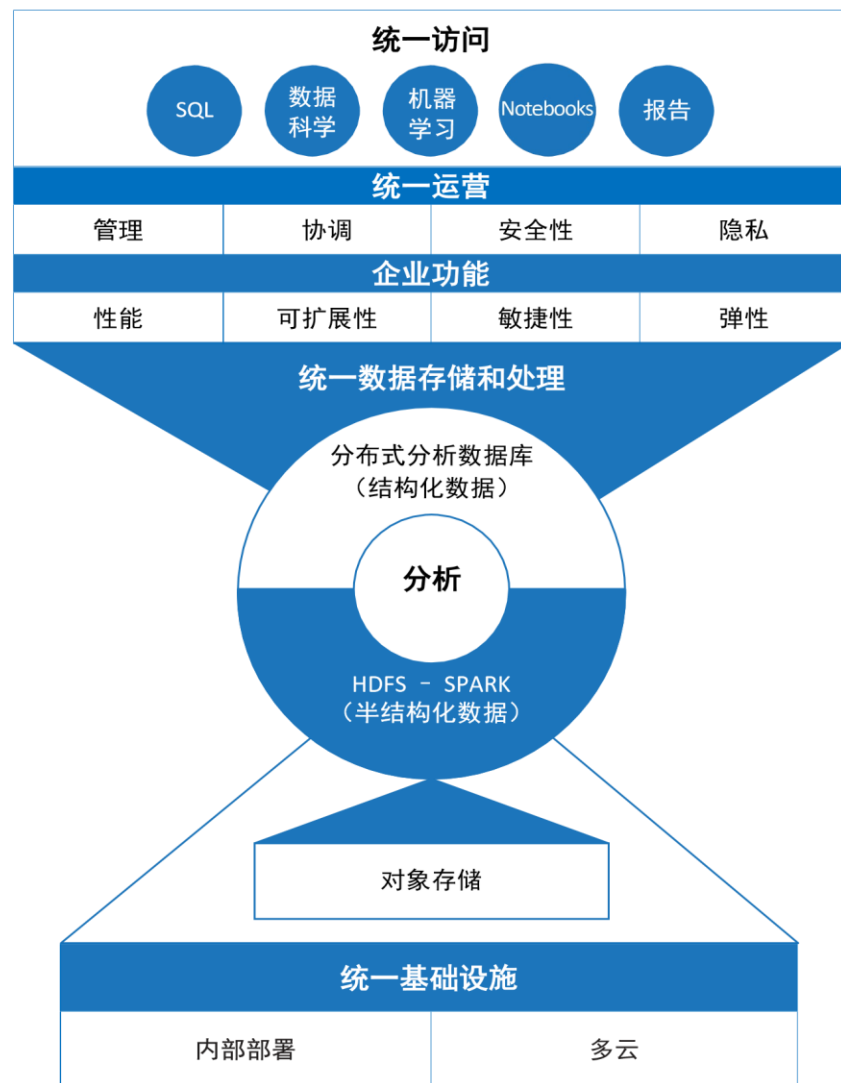 统一访问
SQL
数据
科学
机器
学习
Notebooks
报告
统一运营
管理 协调 安全性 隐私
企业功能
性能 可扩展性 敏捷性 弹性
统一数据存储和处理
分布式分析数据库
（结构化数据）
分析
HDFS - SPARK
（半结构化数据）
对象存储
统一基础设施
内部部署 多云